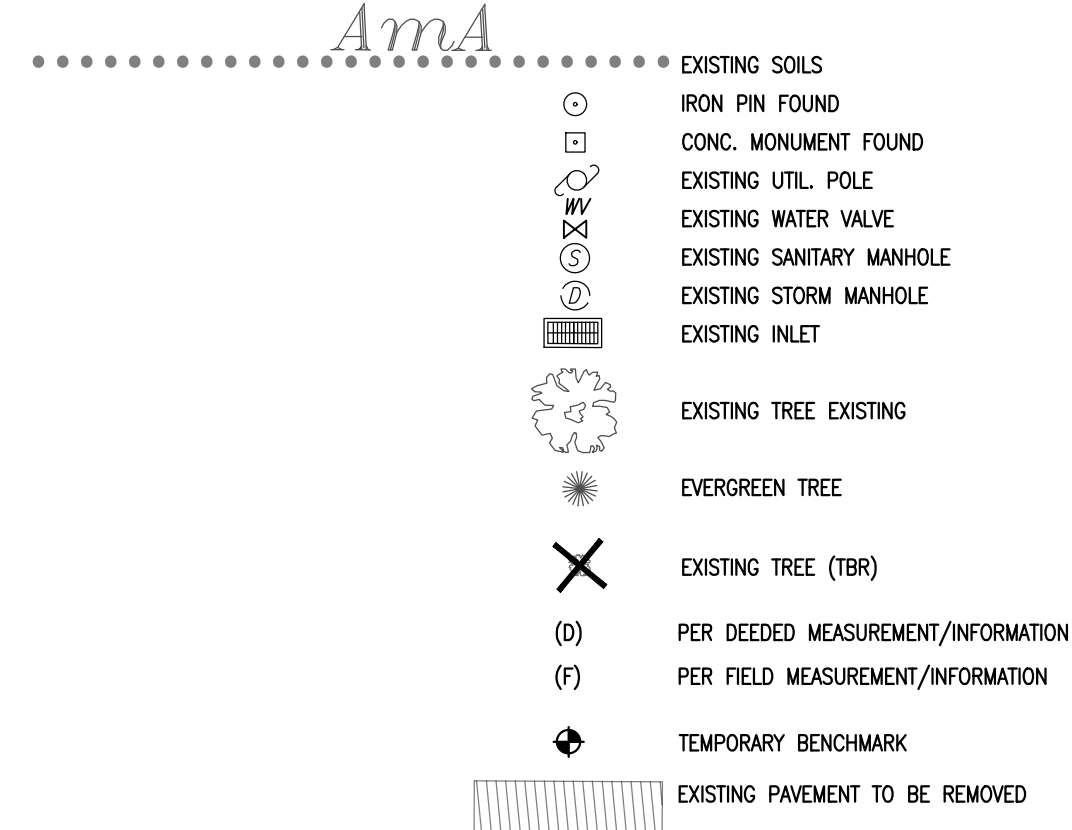 AmA
EXISTING SOILS
IRON PIN FOUND
CONC. MONUMENT FOUND
EXISTING UTIL. POLE
WV
EXISTING WATER VALVE
S EXISTING SANITARY MANHOLE
D EXISTING STORM MANHOLE
EXISTING INLET
EXISTING TREE EXISTING
EVERGREEN TREE
EXISTING TREE (TBR)
(D) PER DEEDED MEASUREMENT/INFORMATION
(F) PER FIELD MEASUREMENT/INFORMATION
TEMPORARY BENCHMARK
EXISTING PAVEMENT TO BE REMOVED